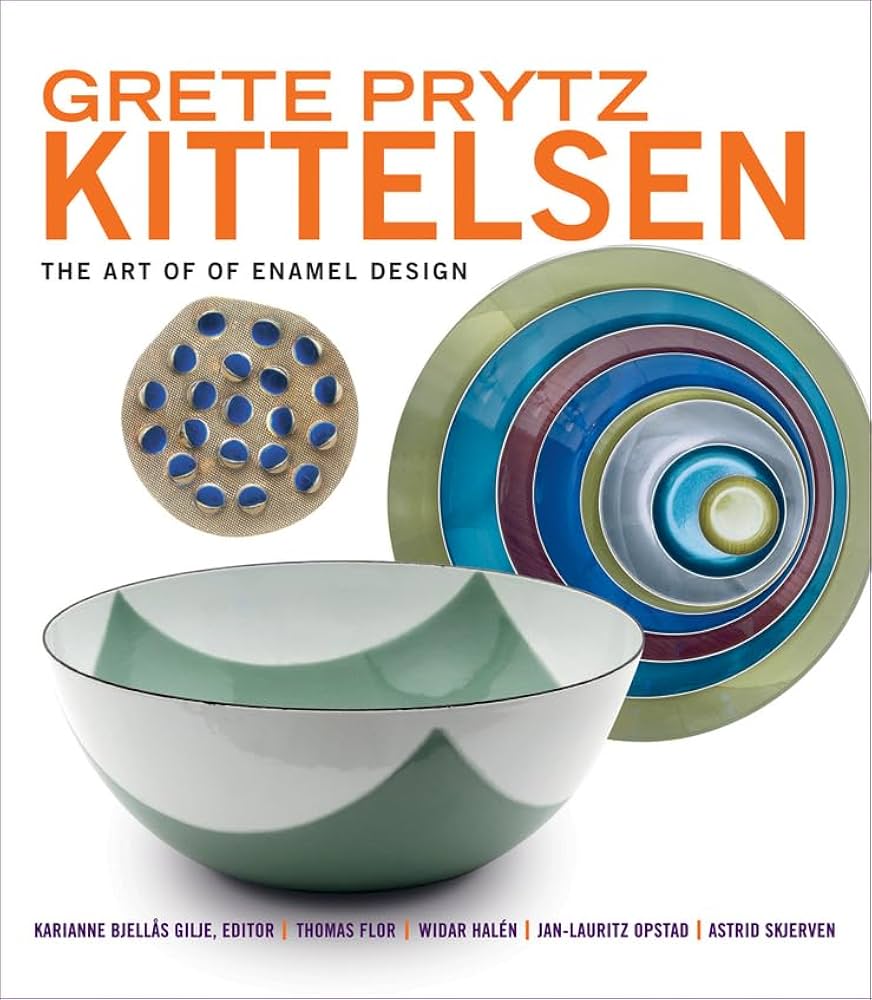 GRETE PRYTZ
KITTELSEN
THE ART OF OF ENAMEL DESIGN
KARIANNE BJELLÅS GILJE, EDITOR | THOMAS FLOR | WIDAR HALÉN | JAN-LAURITZ OPSTAD | ASTRID SKJERVEN